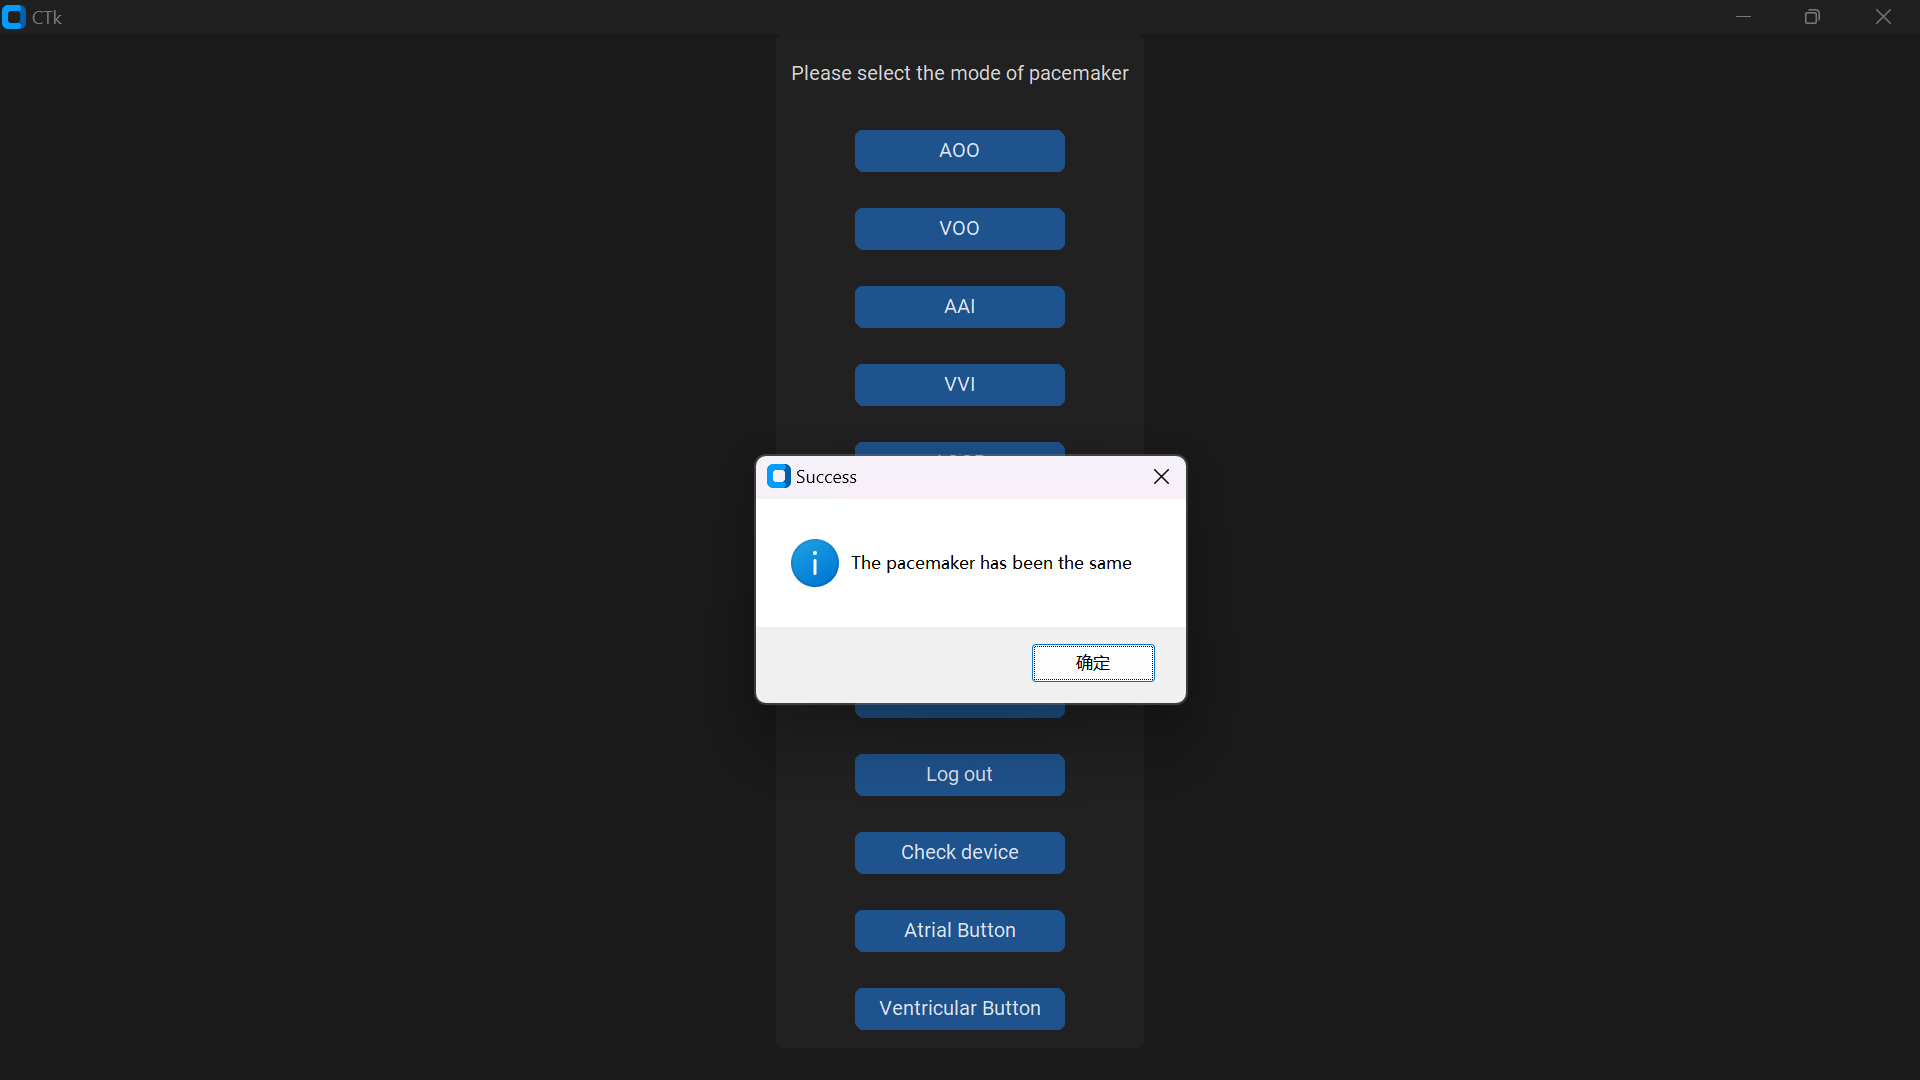 CTk
Please select the mode of pacemaker
AOO
VOO
AAI
VVI
Success
The pacemaker has been the same
确定
Log out
Check device
Atrial Button
Ventricular Button